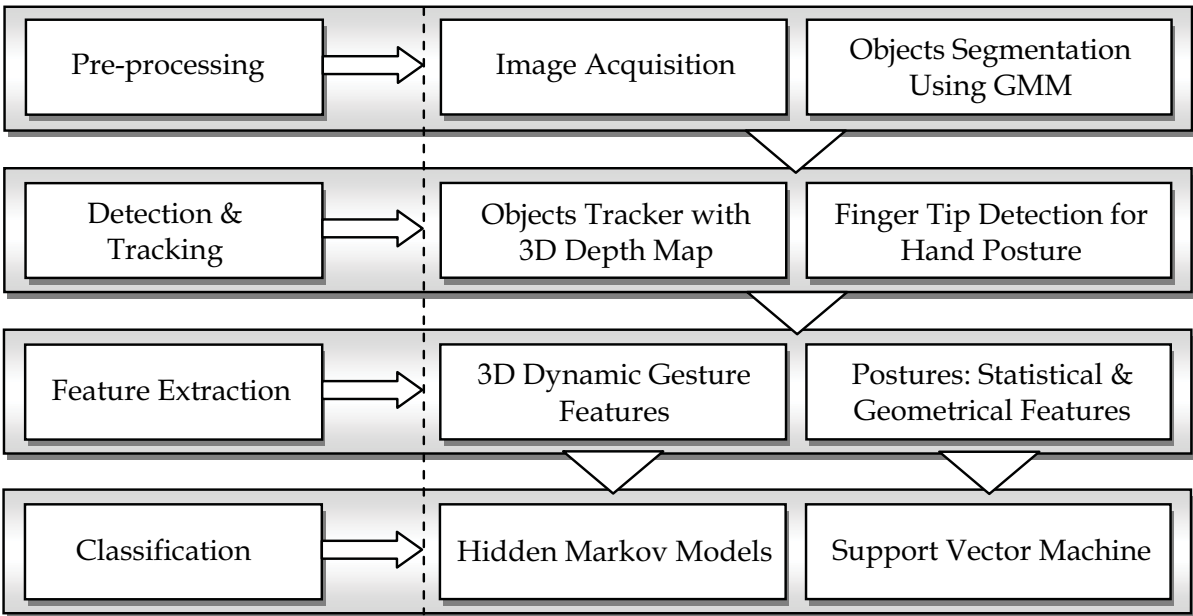 Pre-processing
Image Acquisition
Objects Segmentation
Using GMM
Detection &
Tracking
Objects Tracker with
3D Depth Map
Finger Tip Detection for
Hand Posture
Feature Extraction
3D Dynamic Gesture
Features
Postures: Statistical &
Geometrical Features
Classification
Hidden Markov Models
Support Vector Machine